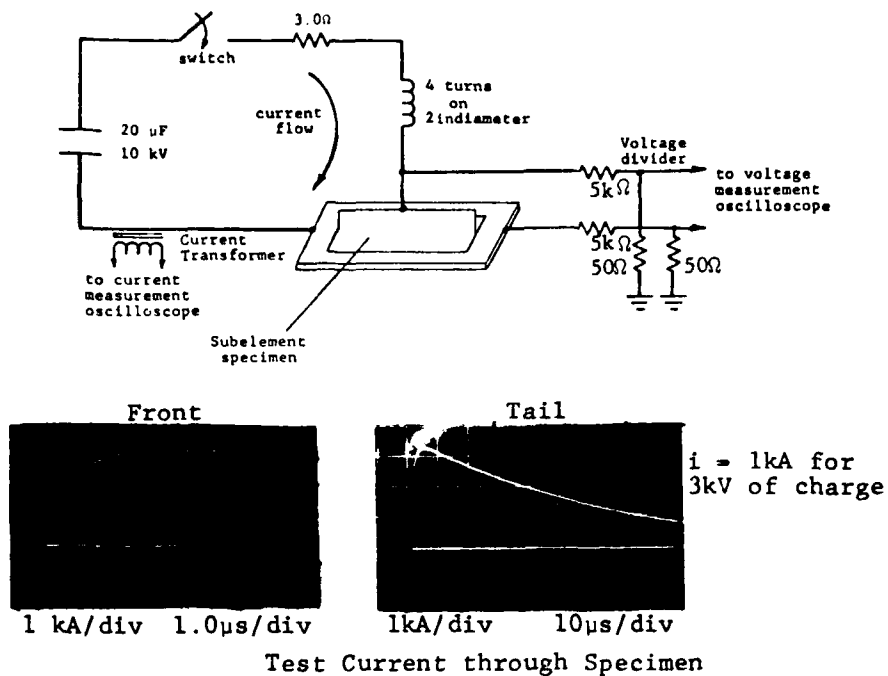 3.0Ω
switch
4 turns
on
2indiameter
current
flow
20 μF
10 kV
Voltage
divider
to voltage
measurement
oscilloscope
5kΩ
5kΩ
50Ω
50Ω
Current
Transformer
to current
measurement
oscilloscope
Subelement
specimen
Front
Tail
i = 1kA for
3kV of charge
1 kA/div 1.0μs/div
1kA/div 10μs/div
Test Current through Specimen